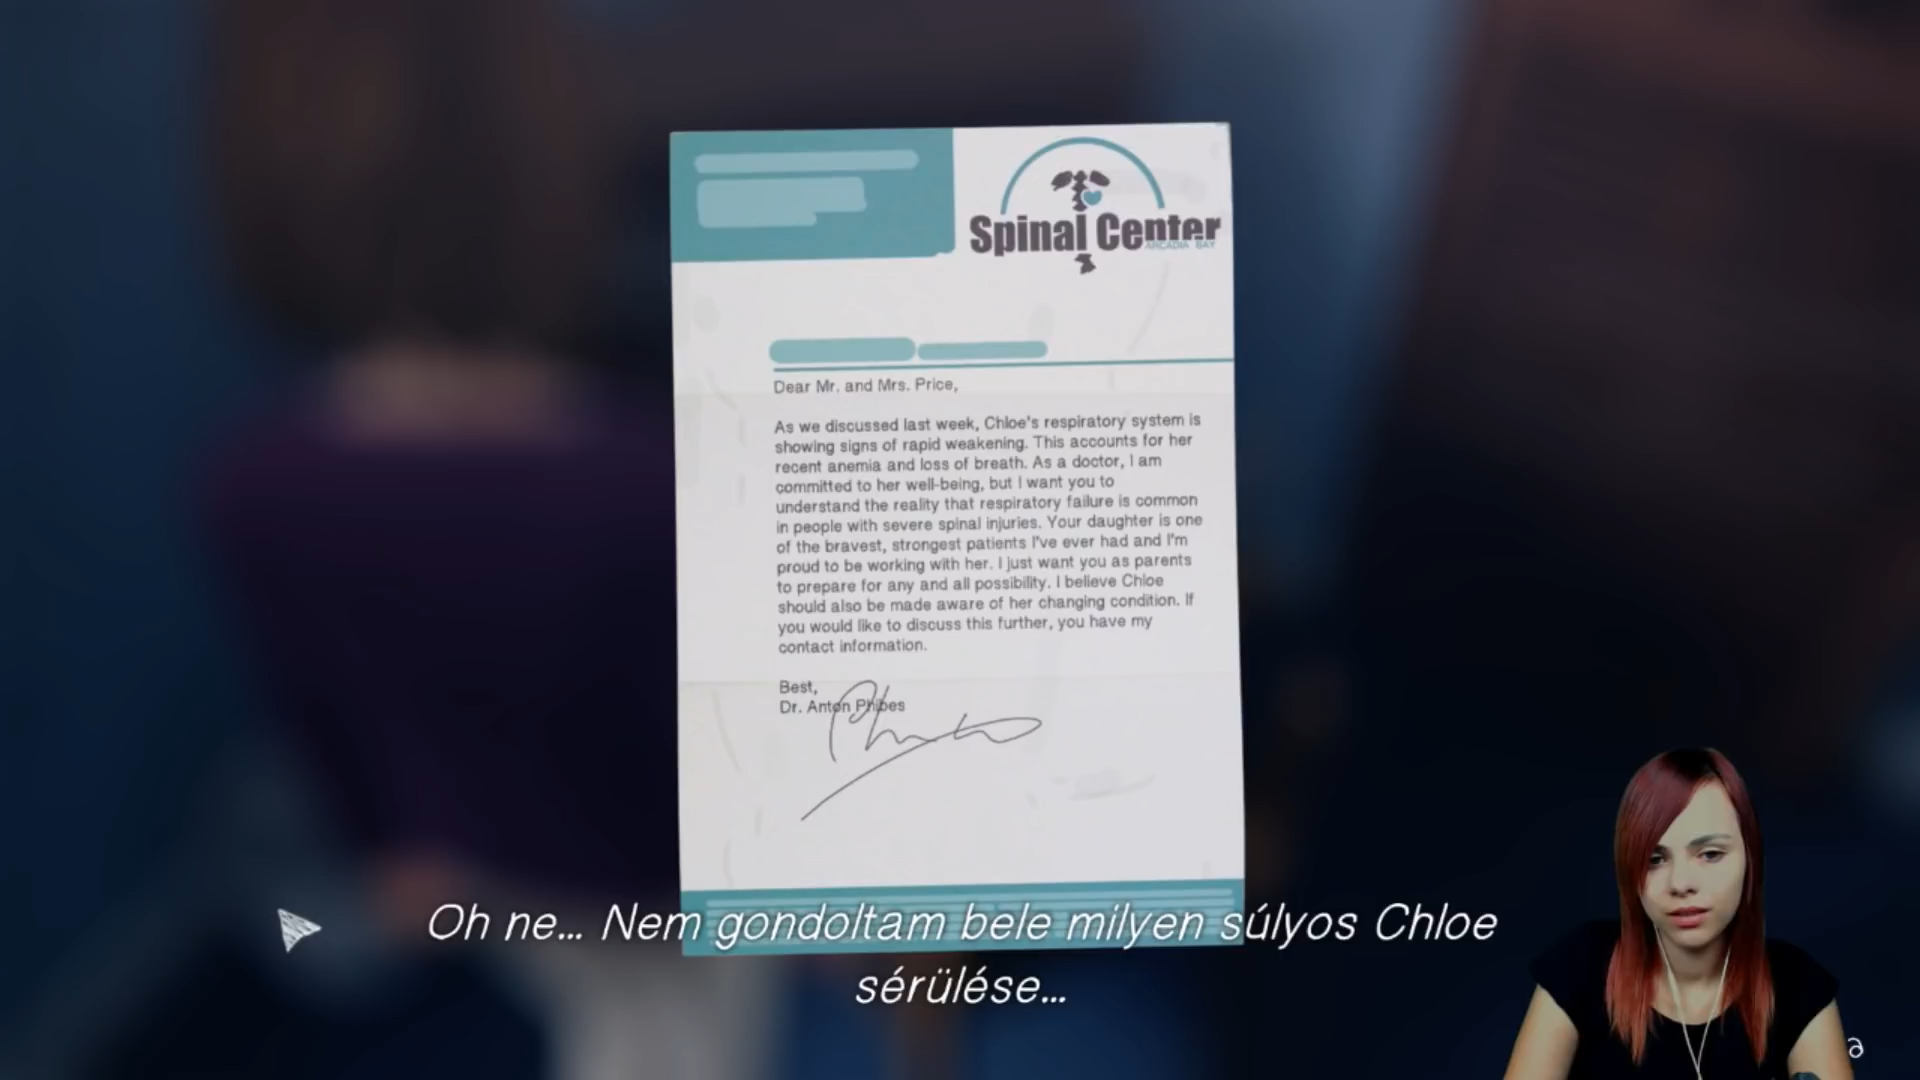 Spinal Center
ARCADIA BAY
Dear Mr. and Mrs. Price,
As we discussed last week, Chloe's respiratory system is
showing signs of rapid weakening. This accounts for her
recent anemia and loss of breath. As a doctor, I am
committed to her well-being, but I want you to
understand the reality that respiratory failure is common
in people with severe spinal injuries. Your daughter is one
of the bravest, strongest patients I've ever had and I'm
proud to be working with her. I just want you as parents
to prepare for any and all possibility. I believe Chloe
should also be made aware of her changing condition. If
you would like to discuss this further, you have my
contact information.
Best,
Dr. Anton Phibes
Oh ne... Nem gondoltam bele milyen súlyos Chloe
sérülése...